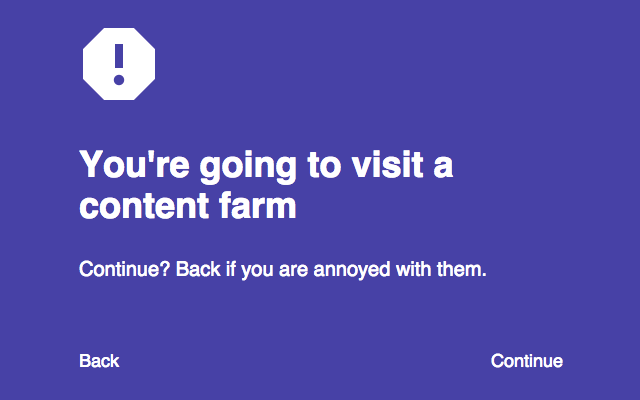 You're going to visit a
content farm
Continue? Back if you are annoyed with them.
Back
Continue